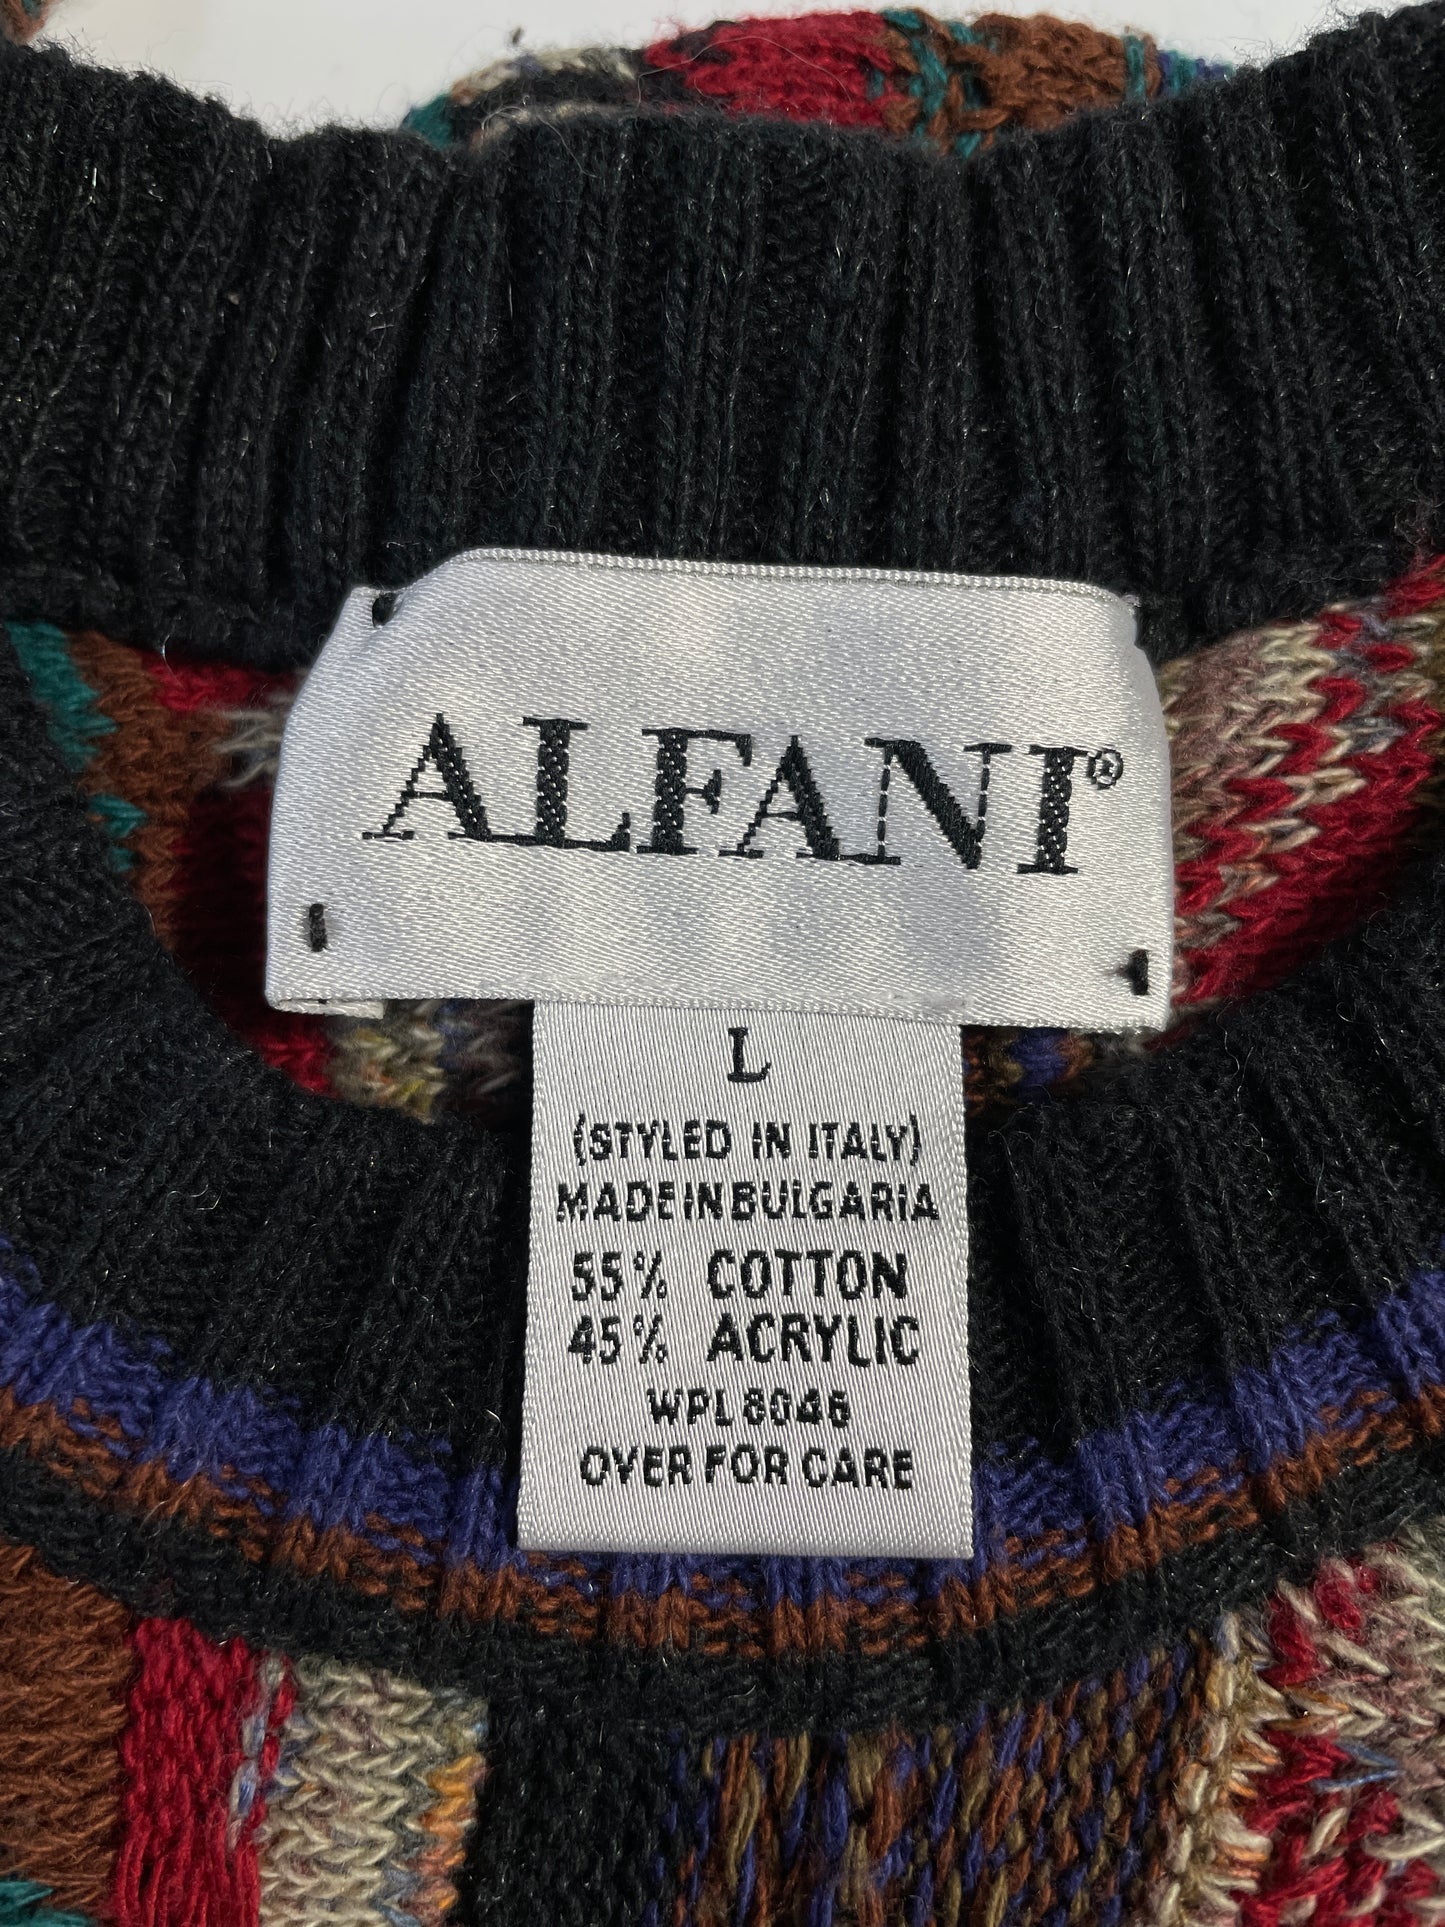 ALFANI®
L
(STYLED IN ITALY)
MADE IN BULGARIA
55% COTTON
45% ACRYLIC
WPL 8046
OVER FOR CARE